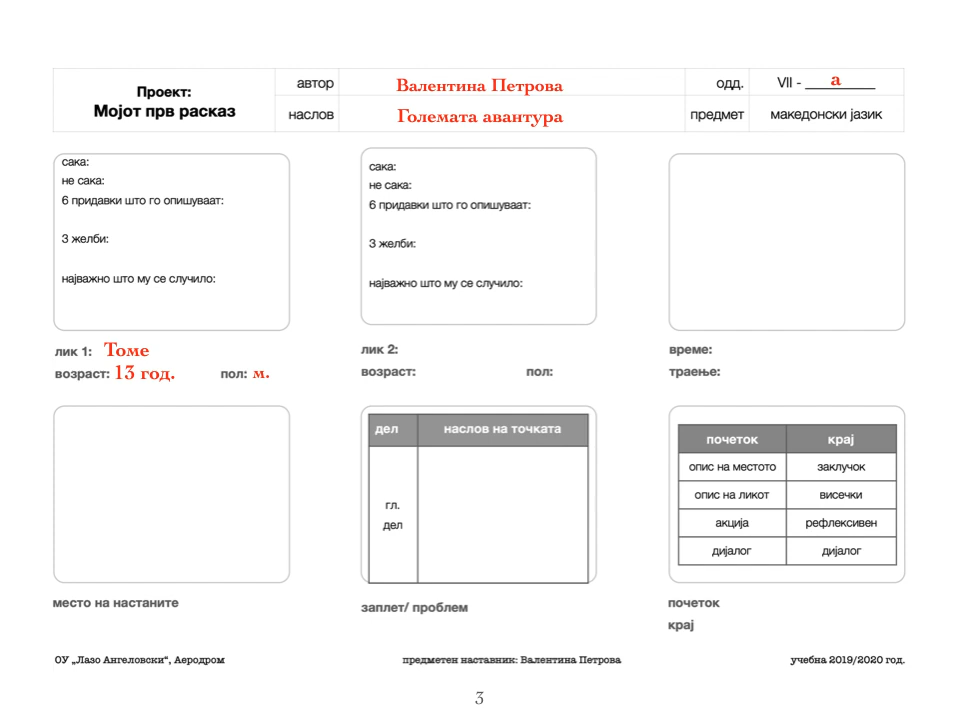 Проект:
Мојот прв расказ
автор
Валентина Петрова
одд.
VII - а
наслов
Големата авантура
предмет
македонски јазик
сака:
не сака:
6 придавки што го опишуваат:
3 желби:
најважно што му се случило:
лик 1: Томе
возраст: 13 год. пол: м.
сака:
не сака:
6 придавки што го опишуваат:
3 желби:
најважно што му се случило:
лик 2:
возраст: пол:
време:
траење:
место на настаните
дел наслов на точката
гл.
дел
заплет/ проблем
почеток крај
опис на местото заклучок
опис на ликот висечки
акција рефлексивен
дијалог дијалог
почеток
крај
ОУ „Лазо Ангеловски“, Аеродром
предметен наставник: Валентина Петрова
учебна 2019/2020 год.
3